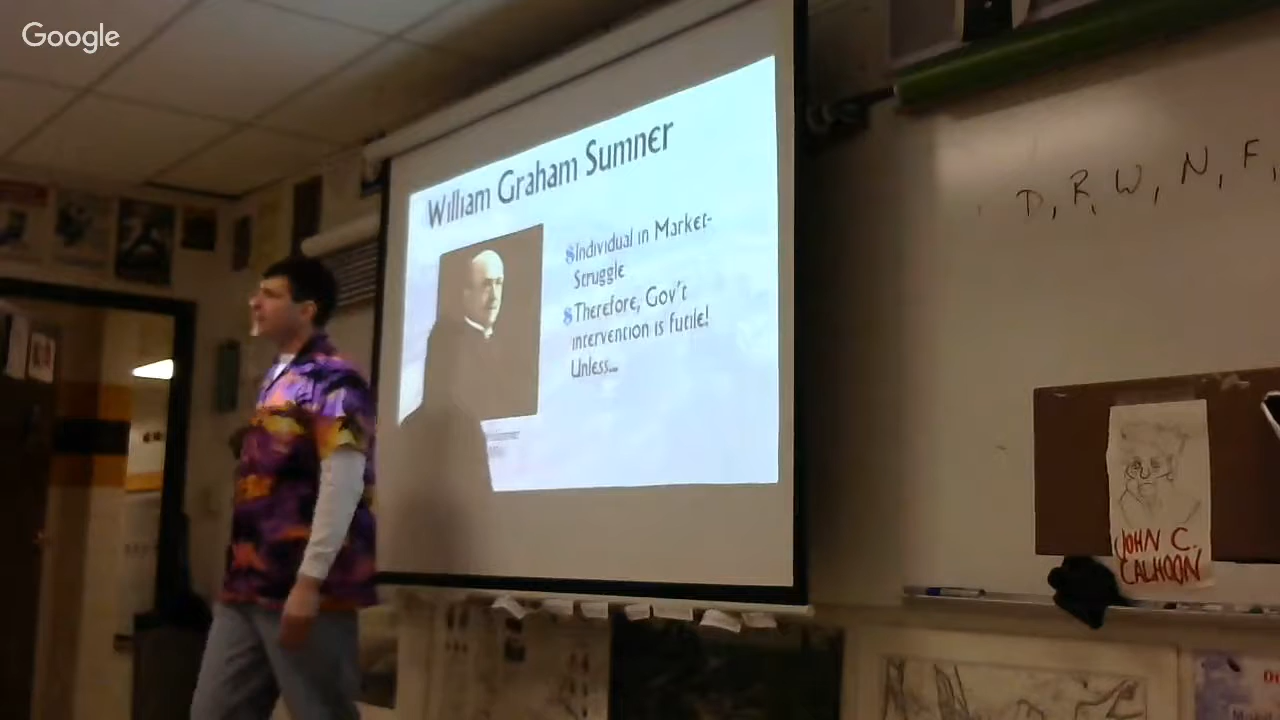 Google
William Graham Sumner
Individual in Market-
Struggle
Therefore, Gov't
intervention is futile!
Unless...
D, R, W, N, F,
JOHN C.
CALHOON